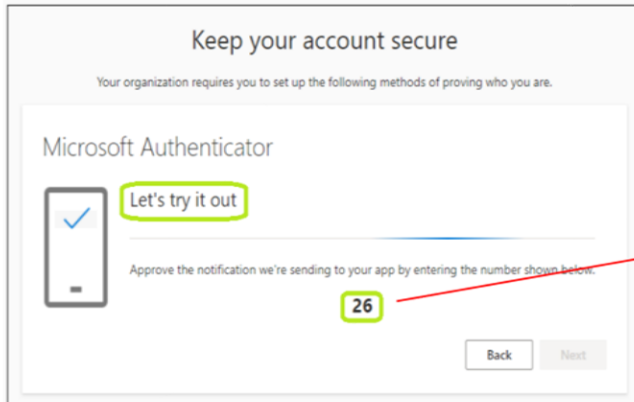 Keep your account secure
Your organization requires you to set up the following methods of proving who you are.
Microsoft Authenticator
Let's try it out
Approve the notification we're sending to your app by entering the number shown below.
26
Back Next